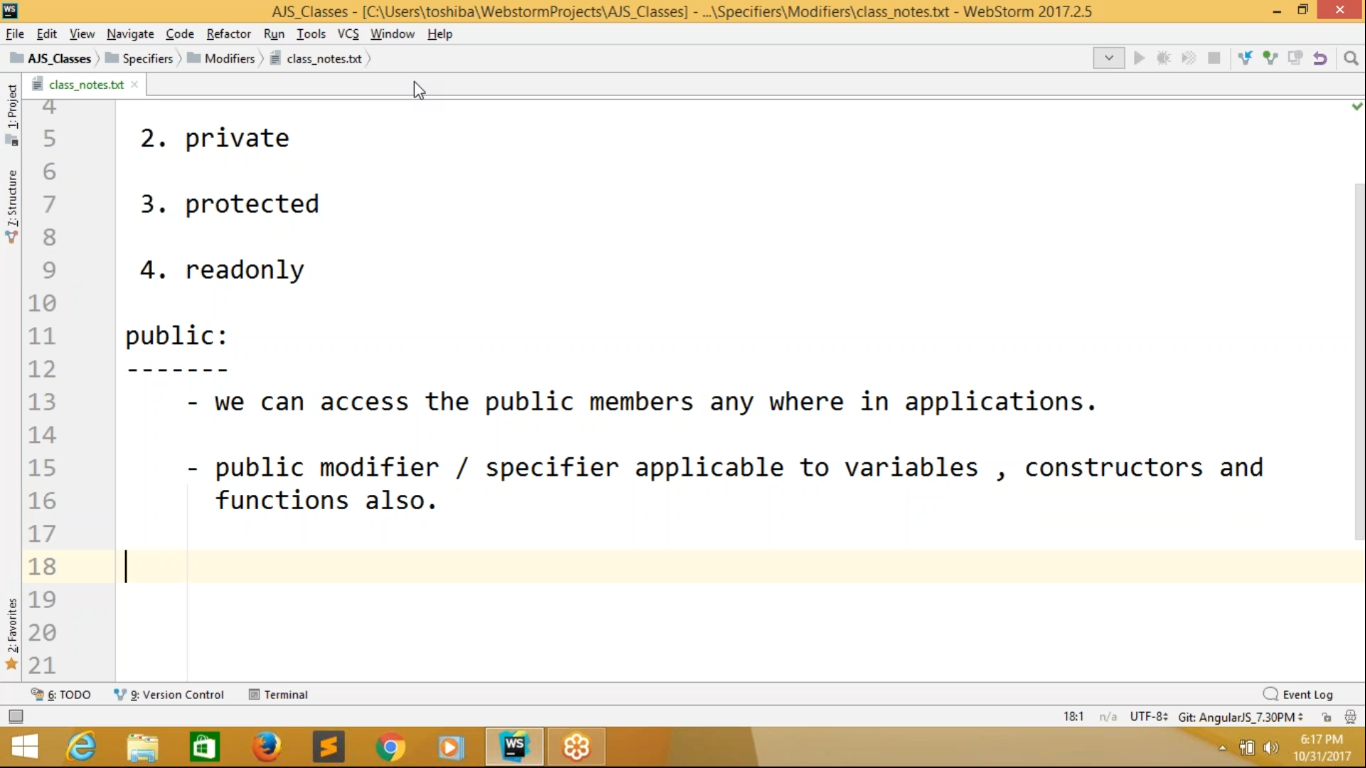 AJS_Classes - [C:\Users\toshiba\WebstormProjects\AJS_Classes] - ...\Specifiers\Modifiers\class_notes.txt - WebStorm 2017.2.5
File Edit View Navigate Code Refactor Run Tools VCS Window Help
AJS_Classes Specifiers Modifiers class_notes.txt
class_notes.txt
1: Project
7: Structure
2: Favorites
4
5 2. private
6
7 3. protected
8
9 4. readonly
10
11 public:
12 -------
13 - we can access the public members any where in applications.
14
15 - public modifier / specifier applicable to variables , constructors and
16 functions also.
17
18
19
20
21
6: TODO 9: Version Control Terminal Event Log
18:1 n/a UTF-8 Git: AngularJS_7.30PM
WS
6:17 PM
10/31/2017